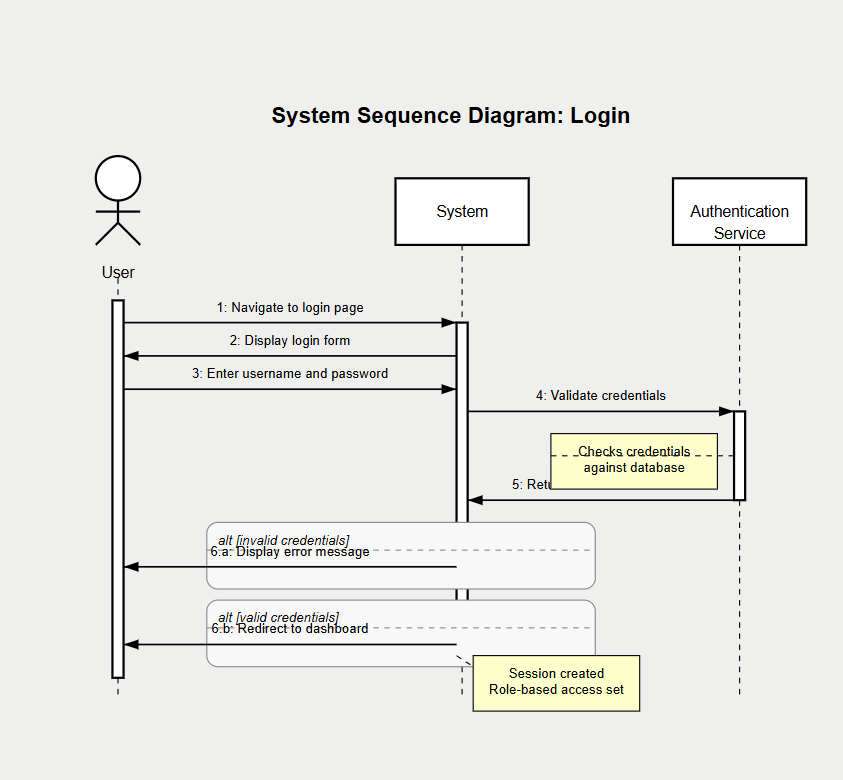 System Sequence Diagram: Login
System
Authentication
Service
User
1: Navigate to login page
2: Display login form
3: Enter username and password
4: Validate credentials
Checks credentials
against database
5:
alt [invalid credentials]
6.a: Display error message
alt [valid credentials]
6.b: Redirect to dashboard
Session created
Role-based access set